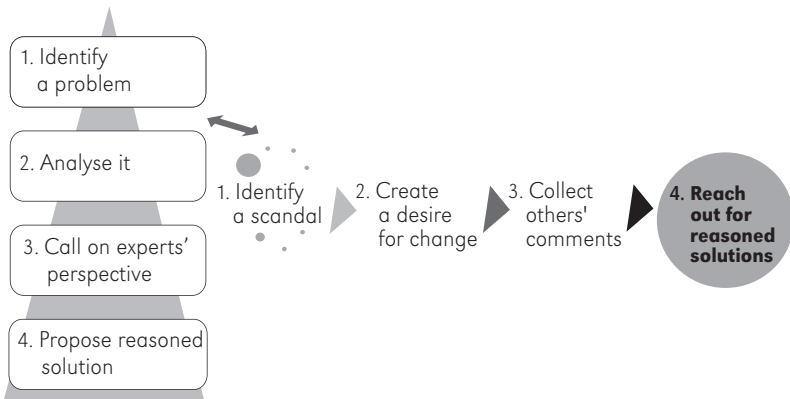 1. Identify
a problem
2. Analyse it
3. Call on experts’
perspective
4. Propose reasoned
solution
1. Identify
a scandal
2. Create
a desire
for change
3. Collect
others'
comments
4. Reach
out for
reasoned
solutions